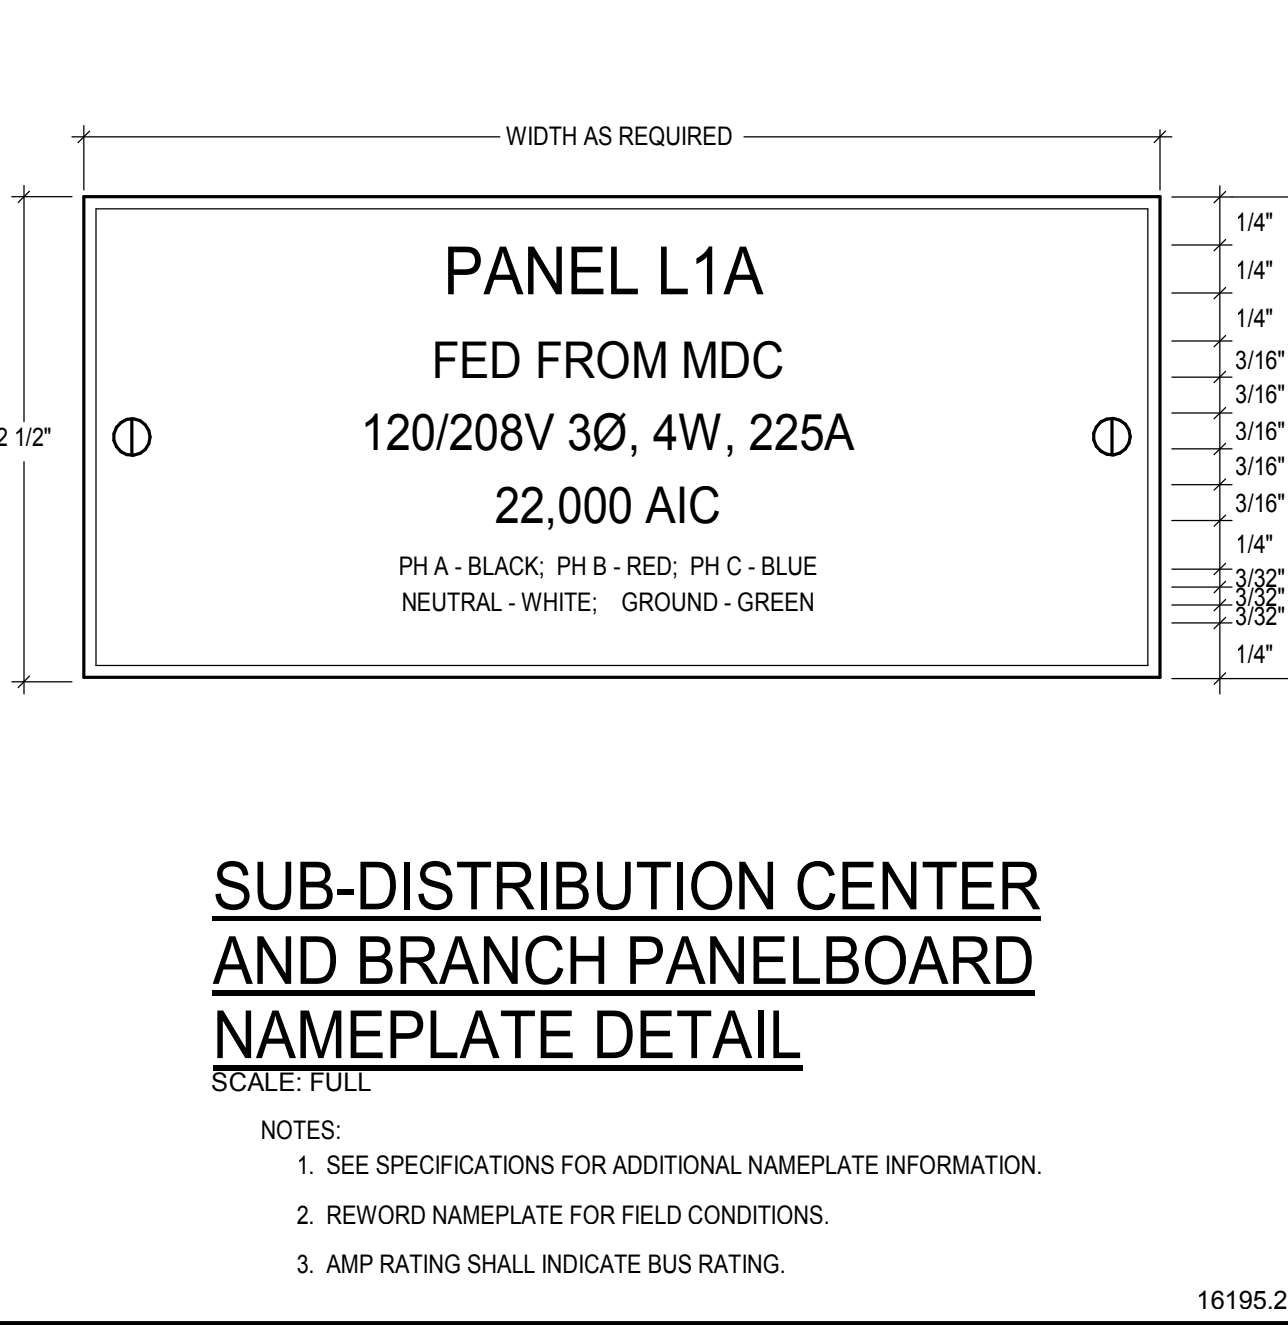 WIDTH AS REQUIRED
1/4"
PANEL L1A
1/4"
1/4"
FED FROM MDC
3/16"
3/16"
2 1/2"
120/208V 3Ø, 4W, 225A
3/16"
3/16"
22,000 AIC
3/16"
1/4"
PH A - BLACK; PH B - RED; PH C - BLUE
3/32"
3/32"
NEUTRAL - WHITE; GROUND - GREEN
3/32"
1/4"
SUB-DISTRIBUTION CENTER
AND BRANCH PANELBOARD
NAMEPLATE DETAIL
SCALE: FULL
NOTES:
1. SEE SPECIFICATIONS FOR ADDITIONAL NAMEPLATE INFORMATION.
2. REWORD NAMEPLATE FOR FIELD CONDITIONS.
3. AMP RATING SHALL INDICATE BUS RATING.
16195.2